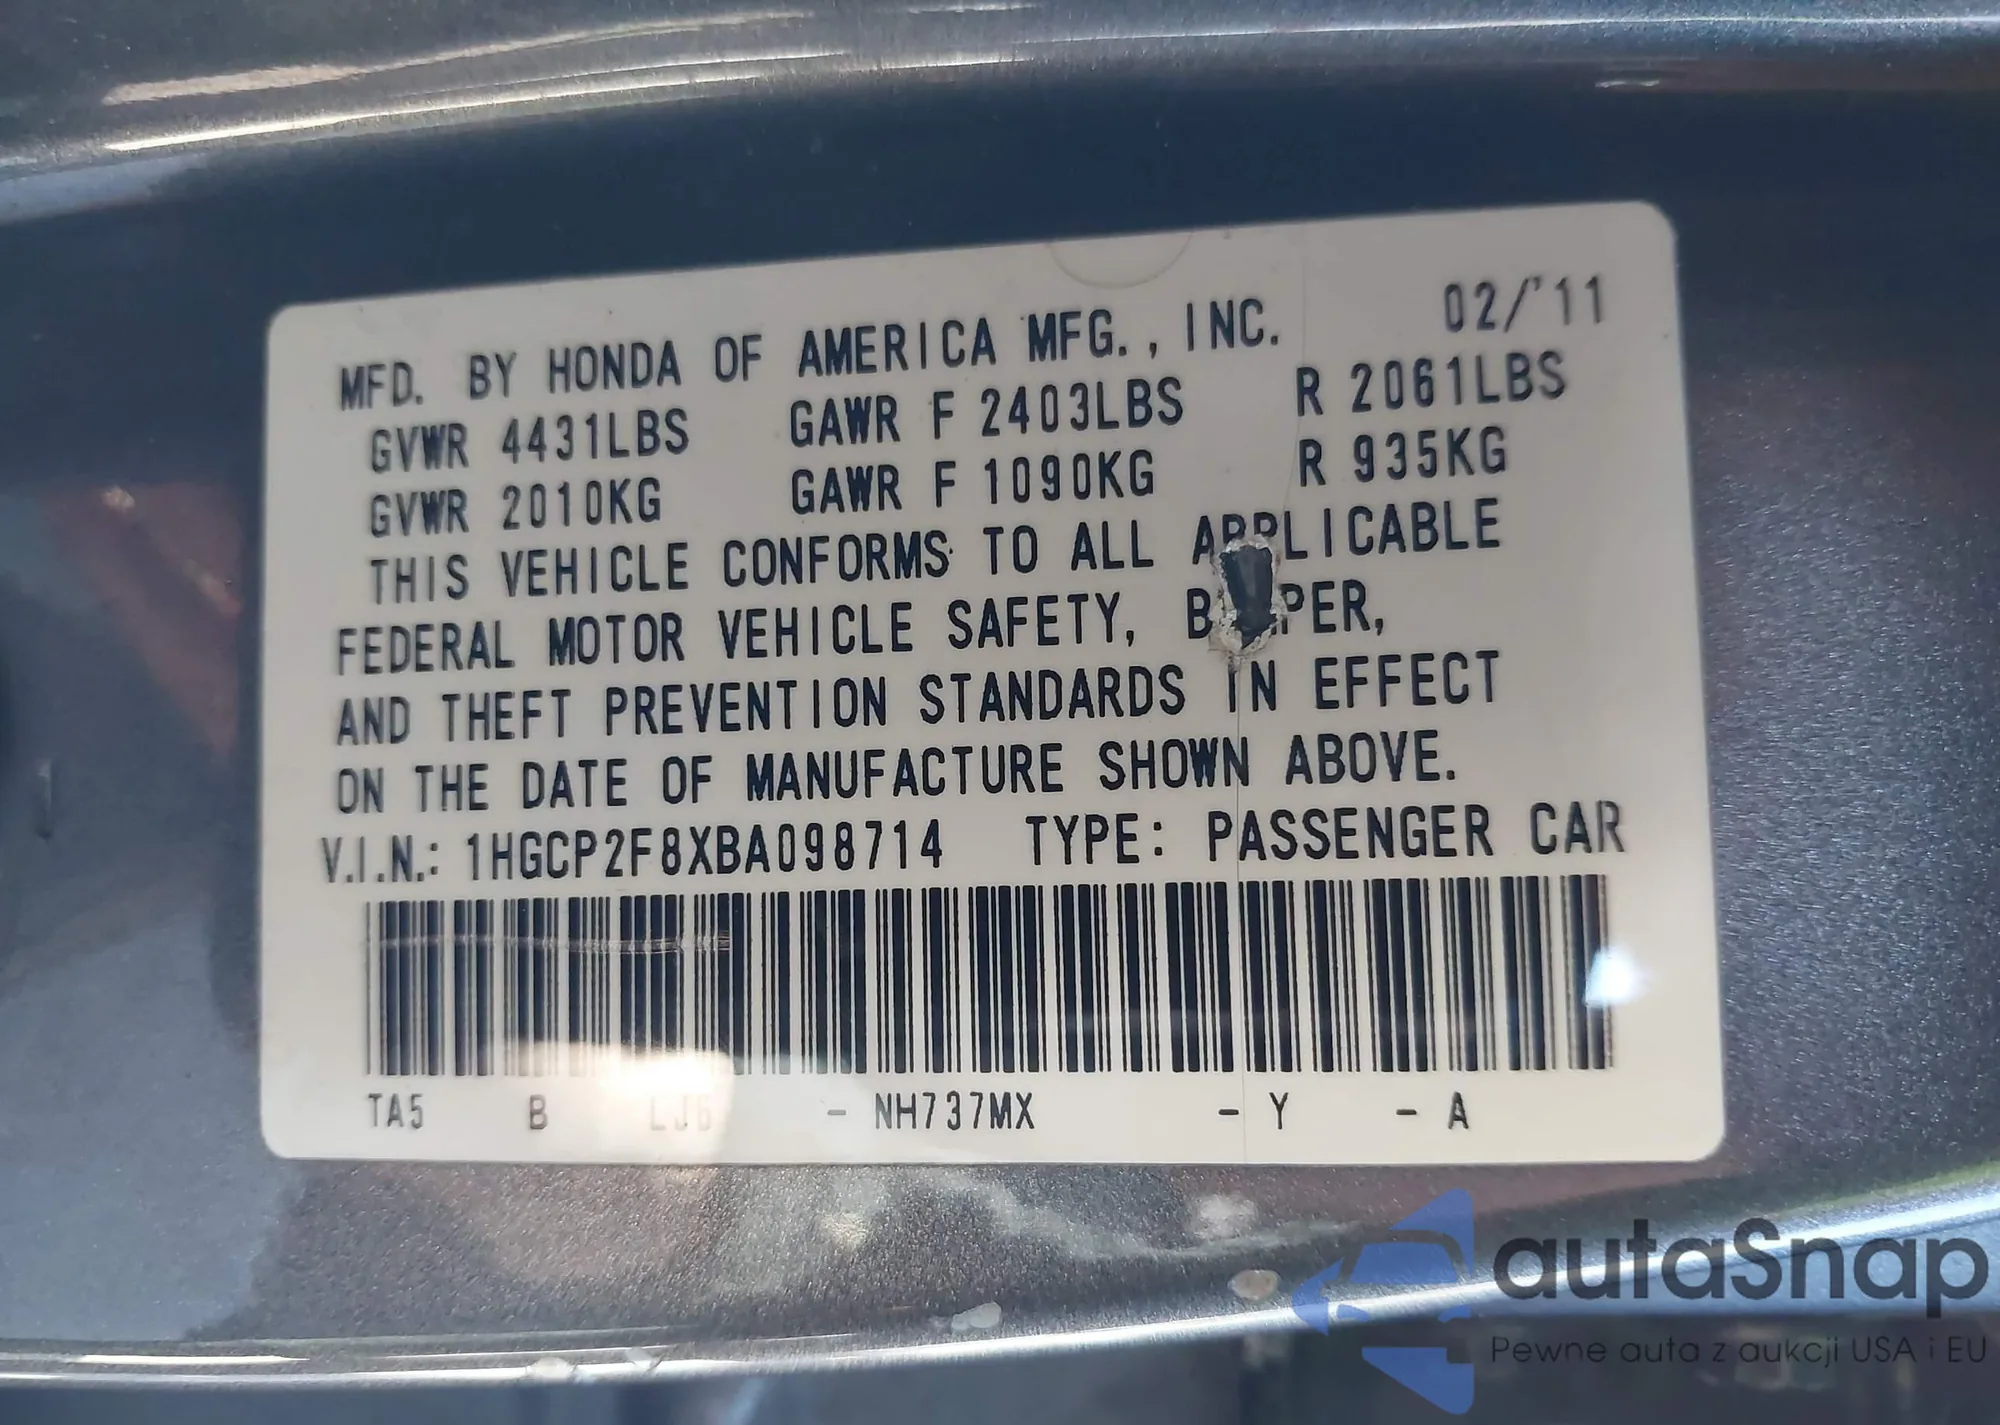 MFD. BY HONDA OF AMERICA MFG., INC. 02/'11
GVWR 4431LBS GAWR F 2403LBS R 2061LBS
GVWR 2010KG GAWR F 1090KG R 935KG
THIS VEHICLE CONFORMS TO ALL APPLICABLE
FEDERAL MOTOR VEHICLE SAFETY,
AND THEFT PREVENTION STANDARDS IN EFFECT
ON THE DATE OF MANUFACTURE SHOWN ABOVE.
V.I.N.: 1HGCP2F8XBA098714 TYPE: PASSENGER CAR
TA5 B LJ6 - NH737MX - Y - A
autaSnap
Pewne auta z aukcji USA i EU